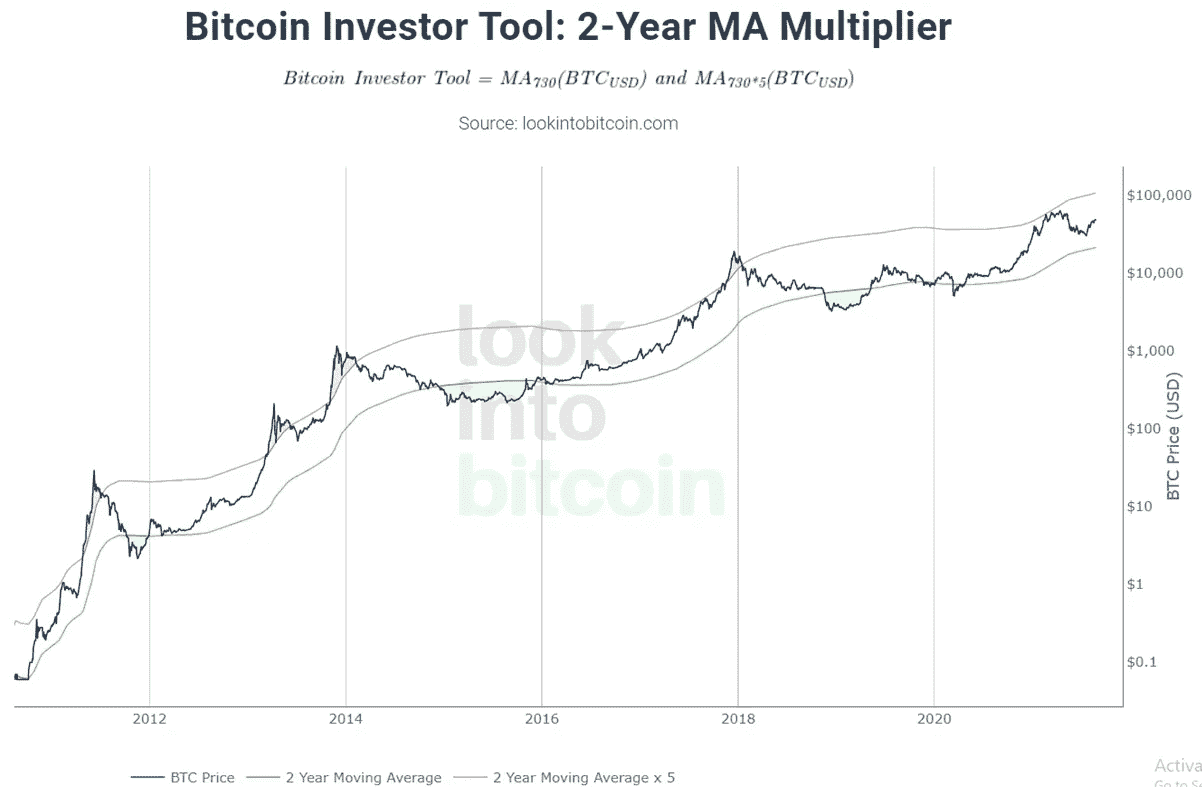 Bitcoin Investor Tool: 2-Year MA Multiplier
Bitcoin Investor Tool = MA730(BTCUSD) and MA730*5(BTCUSD)
Source: lookintobitcoin.com
$100,000
$10,000
$1,000
$100
$10
$1
$0.1
BTC Price (USD)
look
into
bitcoin
2012 2014 2016 2018 2020
BTC Price 2 Year Moving Average 2 Year Moving Average x 5
Activa